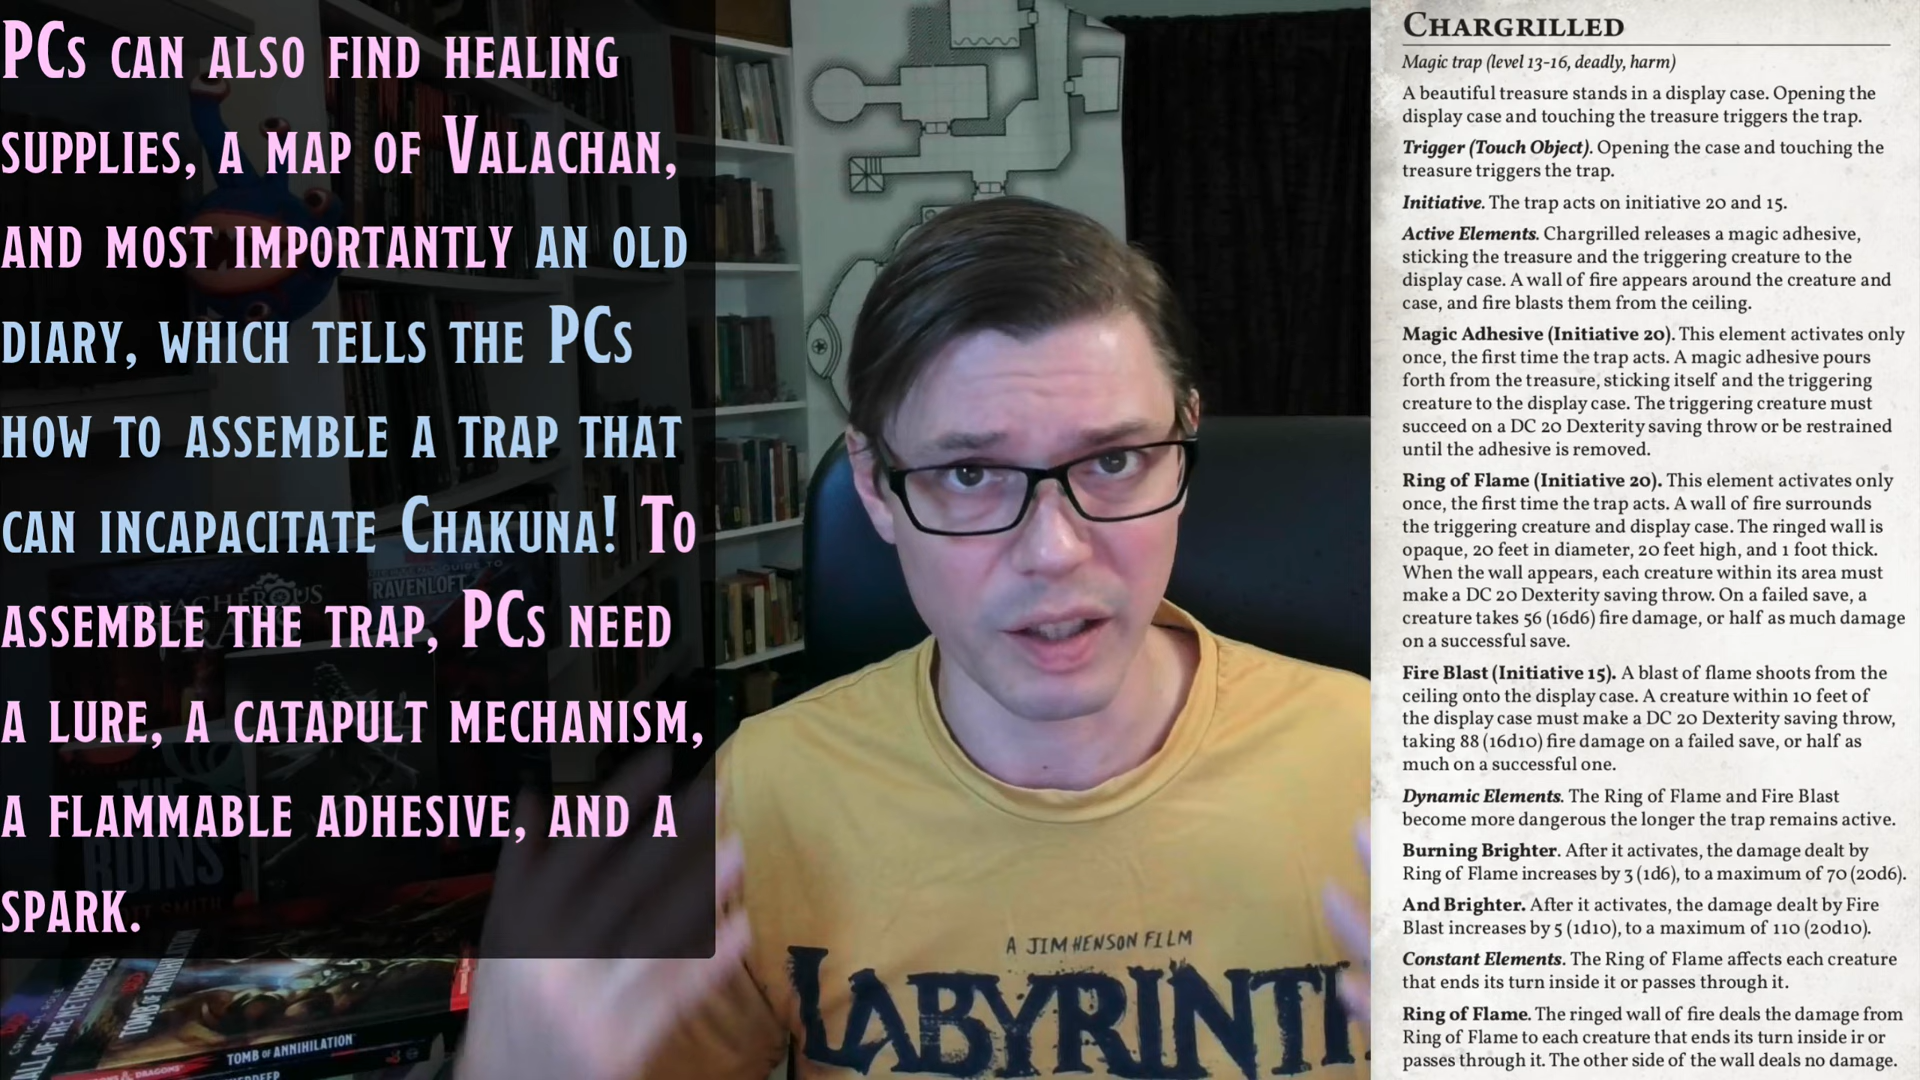 PCs can also find healing
supplies, a map of Valachan,
and most importantly an old
diary, which tells the PCs
how to assemble a trap that
can incapacitate Chakuna! To
assemble the trap, PCs need
a lure, a catapult mechanism,
a flammable adhesive, and a
spark.
RAVENLOFT
THE
RUINS
TOMB OF ANNIHILATION
TOMB OF ANNIHILATION
A JIM HENSON FILM
LABYRINTH
Chargrilled
Magic trap (level 13-16, deadly, harm)
A beautiful treasure stands in a display case. Opening the
display case and touching the treasure triggers the trap.
Trigger (Touch Object). Opening the case and touching the
treasure triggers the trap.
Initiative. The trap acts on initiative 20 and 15.
Active Elements. Chargrilled releases a magic adhesive,
sticking the treasure and the triggering creature to the
display case. A wall of fire appears around the creature and
case, and fire blasts them from the ceiling.
Magic Adhesive (Initiative 20). This element activates only
once, the first time the trap acts. A magic adhesive pours
forth from the treasure, sticking itself and the triggering
creature to the display case. The triggering creature must
succeed on a DC 20 Dexterity saving throw or be restrained
until the adhesive is removed.
Ring of Flame (Initiative 20). This element activates only
once, the first time the trap acts. A wall of fire surrounds
the triggering creature and display case. The ringed wall is
opaque, 20 feet in diameter, 20 feet high, and 1 foot thick.
When the wall appears, each creature within its area must
make a DC 20 Dexterity saving throw. On a failed save, a
creature takes 56 (16d6) fire damage, or half as much damage
on a successful save.
Fire Blast (Initiative 15). A blast of flame shoots from the
ceiling onto the display case. A creature within 10 feet of
the display case must make a DC 20 Dexterity saving throw,
taking 88 (16d10) fire damage on a failed save, or half as
much on a successful one.
Dynamic Elements. The Ring of Flame and Fire Blast
become more dangerous the longer the trap remains active.
Burning Brighter. After it activates, the damage dealt by
Ring of Flame increases by 3 (1d6), to a maximum of 70 (20d6).
And Brighter. After it activates, the damage dealt by Fire
Blast increases by 5 (1d10), to a maximum of 110 (20d10).
Constant Elements. The Ring of Flame affects each creature
that ends its turn inside it or passes through it.
Ring of Flame. The ringed wall of fire deals the damage from
Ring of Flame to each creature that ends its turn inside ir or
passes through it. The other side of the wall deals no damage.